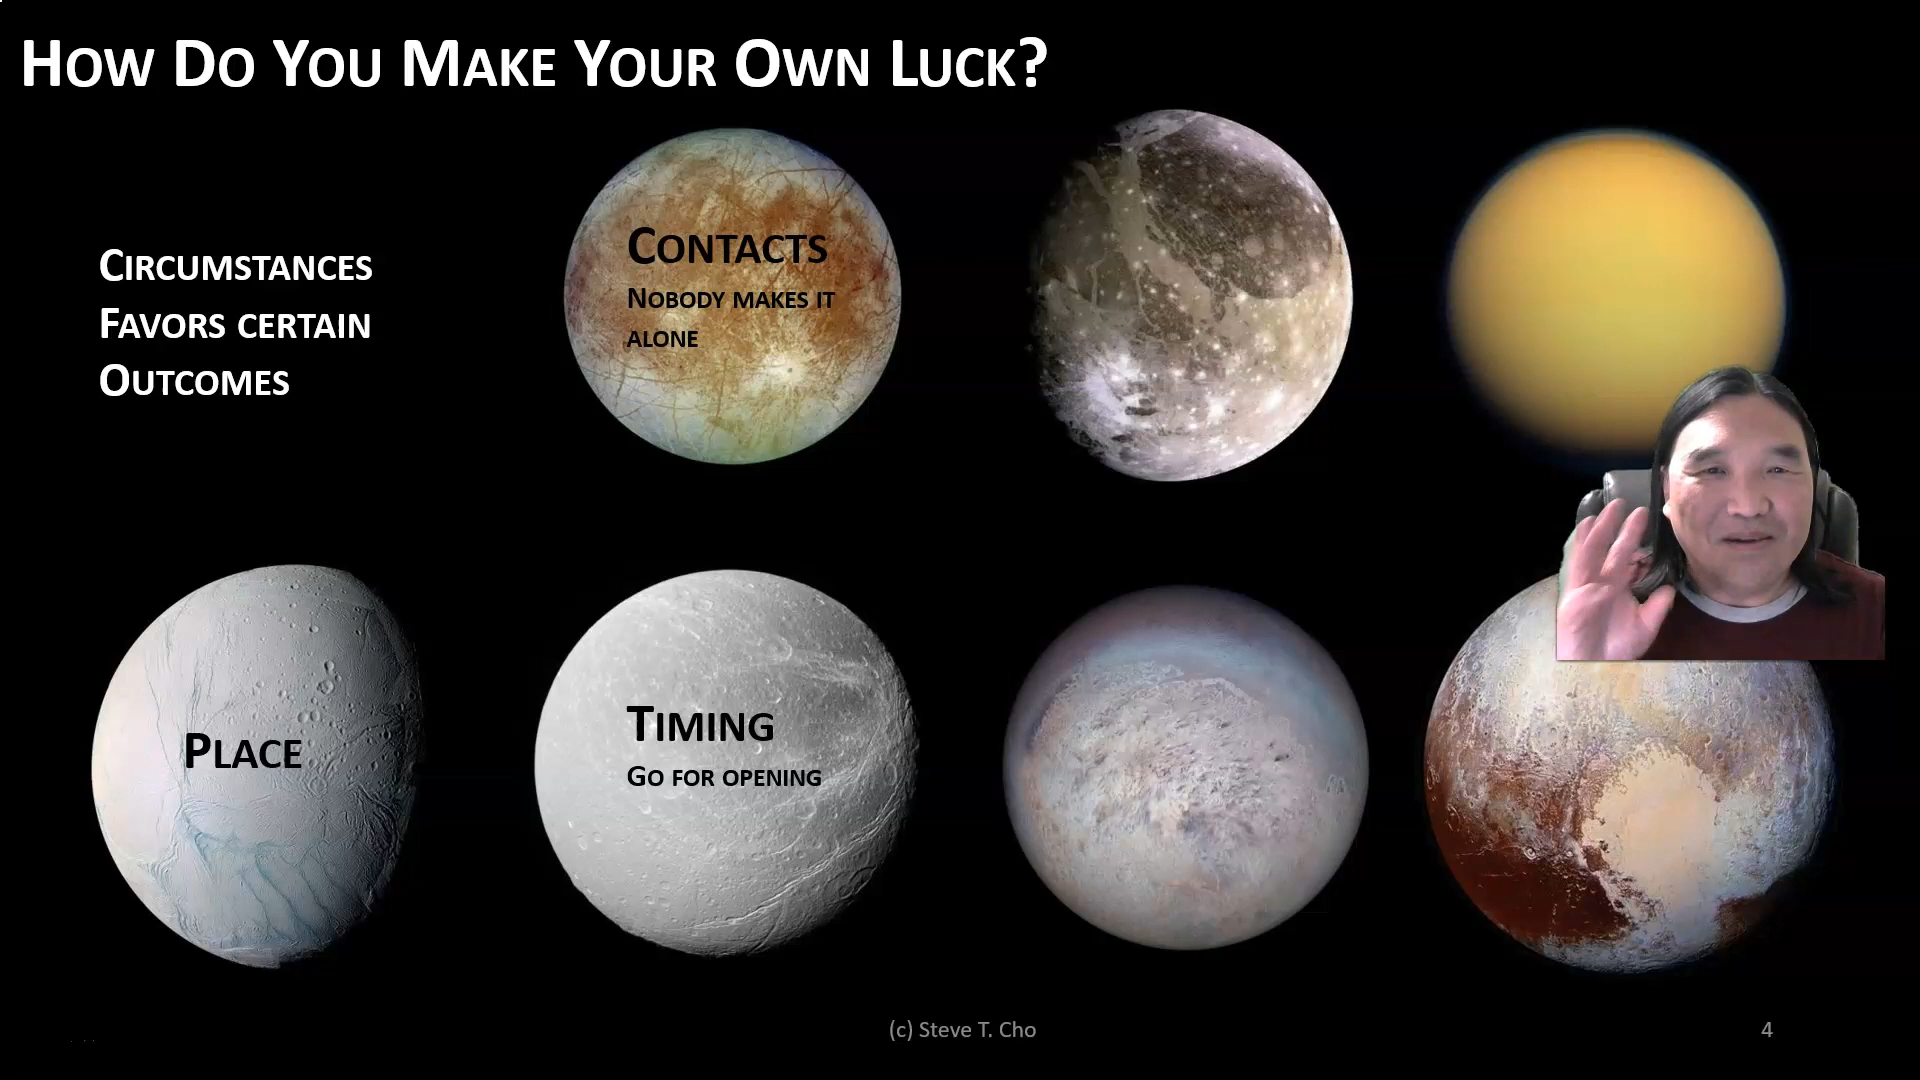 How Do You Make Your Own Luck?
Circumstances
Favors certain
Outcomes
Contacts
Nobody makes it
alone
Place
Timing
Go for opening
(c) Steve T. Cho
4